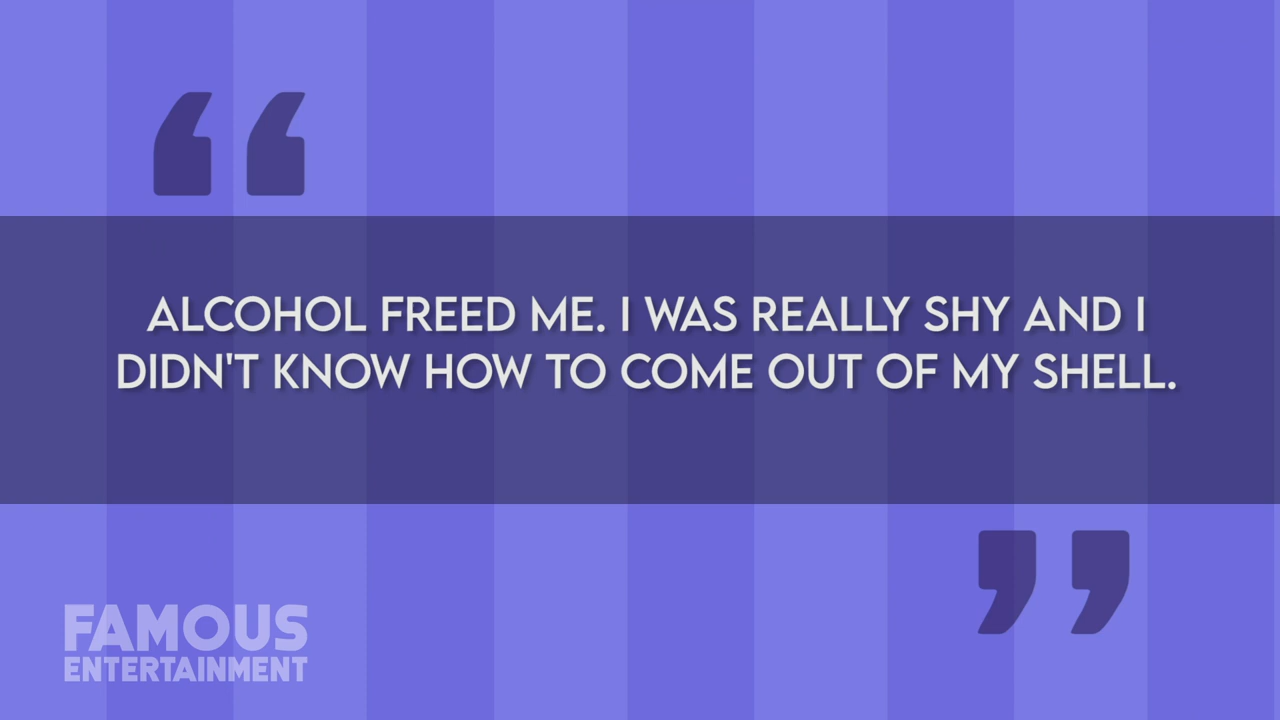 ALCOHOL FREED ME. I WAS REALLY SHY AND I
DIDN'T KNOW HOW TO COME OUT OF MY SHELL.
FAMOUS
ENTERTAINMENT